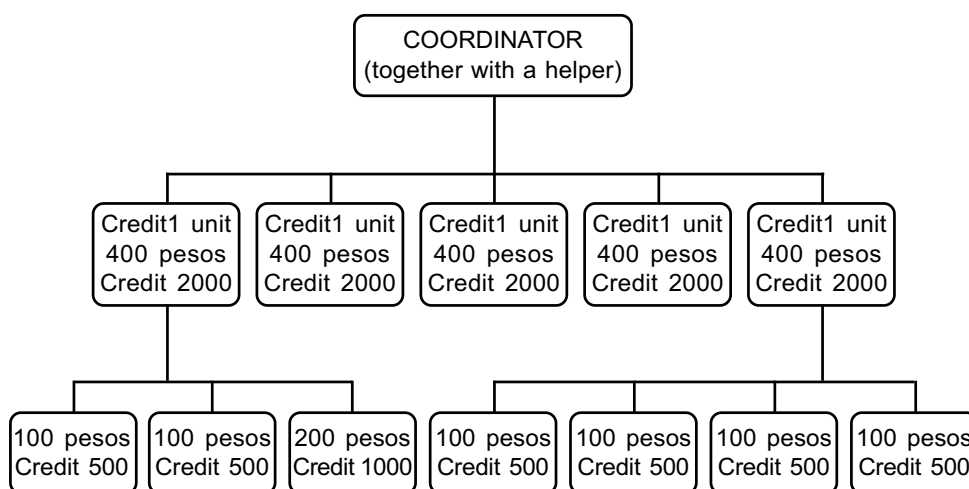 COORDINATOR
(together with a helper)
Credit1 unit
400 pesos
Credit 2000
Credit1 unit
400 pesos
Credit 2000
Credit1 unit
400 pesos
Credit 2000
Credit1 unit
400 pesos
Credit 2000
Credit1 unit
400 pesos
Credit 2000
100 pesos
Credit 500
100 pesos
Credit 500
200 pesos
Credit 1000
100 pesos
Credit 500
100 pesos
Credit 500
100 pesos
Credit 500
100 pesos
Credit 500